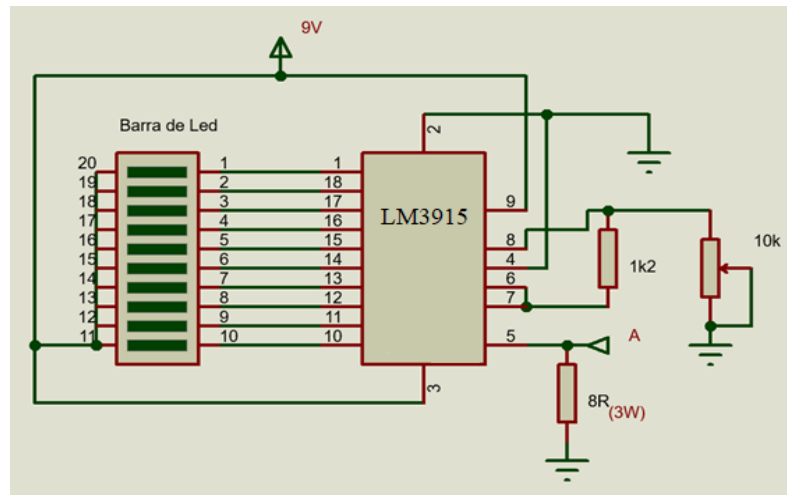 9V
Barra de Led
2
20 1 1
19 2 18
18 3 17 9
17 4 16 LM3915
16 5 15 8 10k
15 6 14 4 1k2
14 7 13 6
13 8 12 7
12 9 11
11 10 10 5 A
3
8R
(3W)